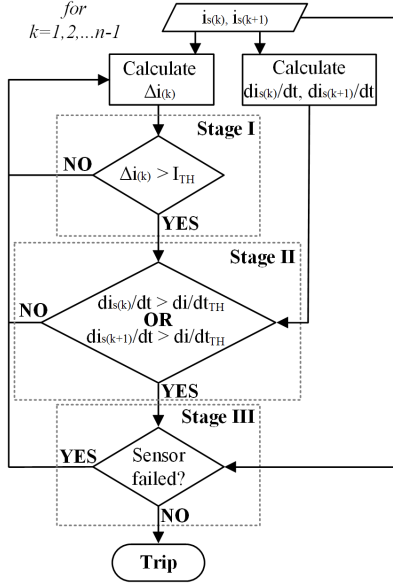 for
k=1,2,...n-1
is(k), is(k+1)
Calculate
Δi(k)
Calculate
dis(k)/dt, dis(k+1)/dt
Stage I
NO
Δi(k) > ITH
YES
Stage II
NO
dis(k)/dt > di/dtTH
OR
dis(k+1)/dt > di/dtTH
YES
Stage III
YES
Sensor
failed?
NO
Trip